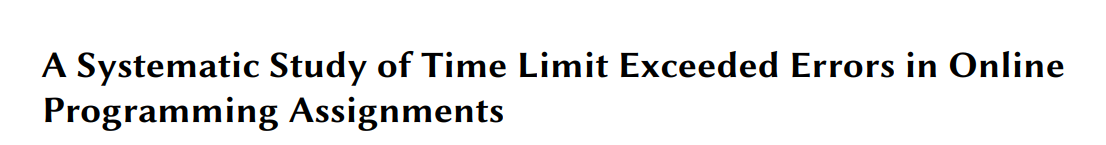 A Systematic Study of Time Limit Exceeded Errors in Online
Programming Assignments